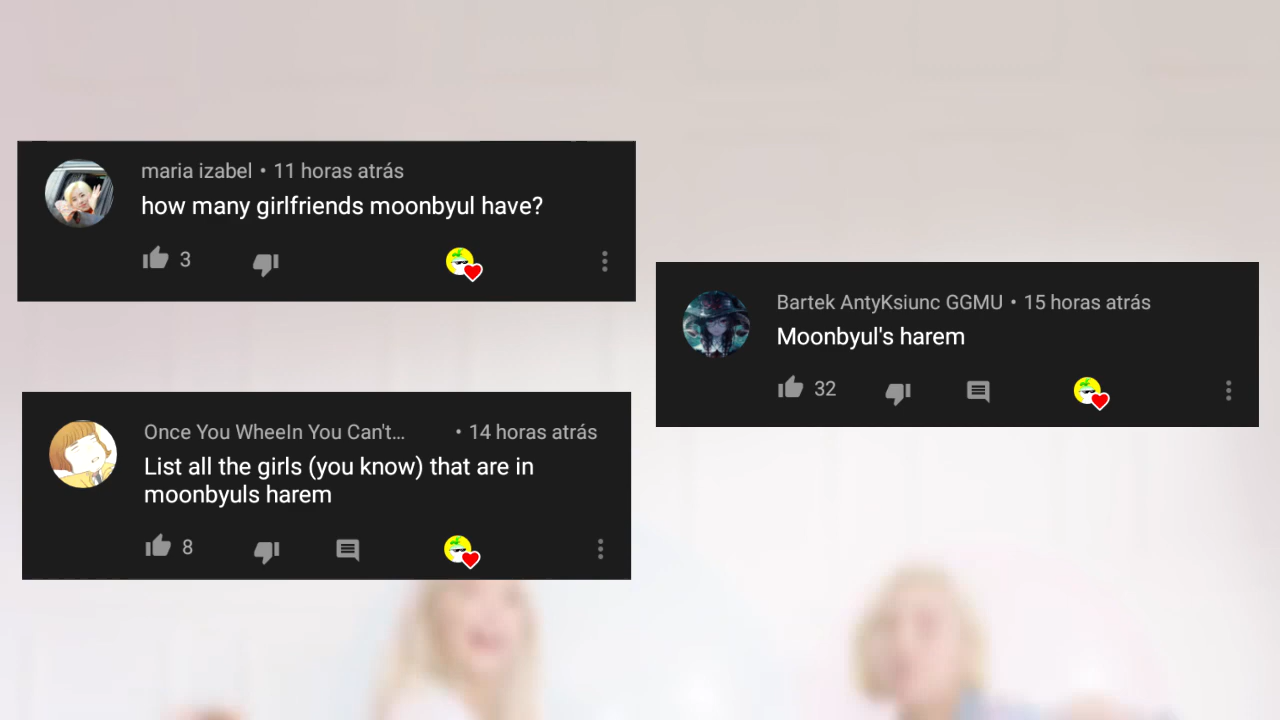 maria izabel • 11 horas atrás
how many girlfriends moonbyul have?
3
Bartek AntyKsiunc GGMU • 15 horas atrás
Moonbyul's harem
32
Once You Wheeln You Can't... • 14 horas atrás
List all the girls (you know) that are in
moonbyuls harem
8